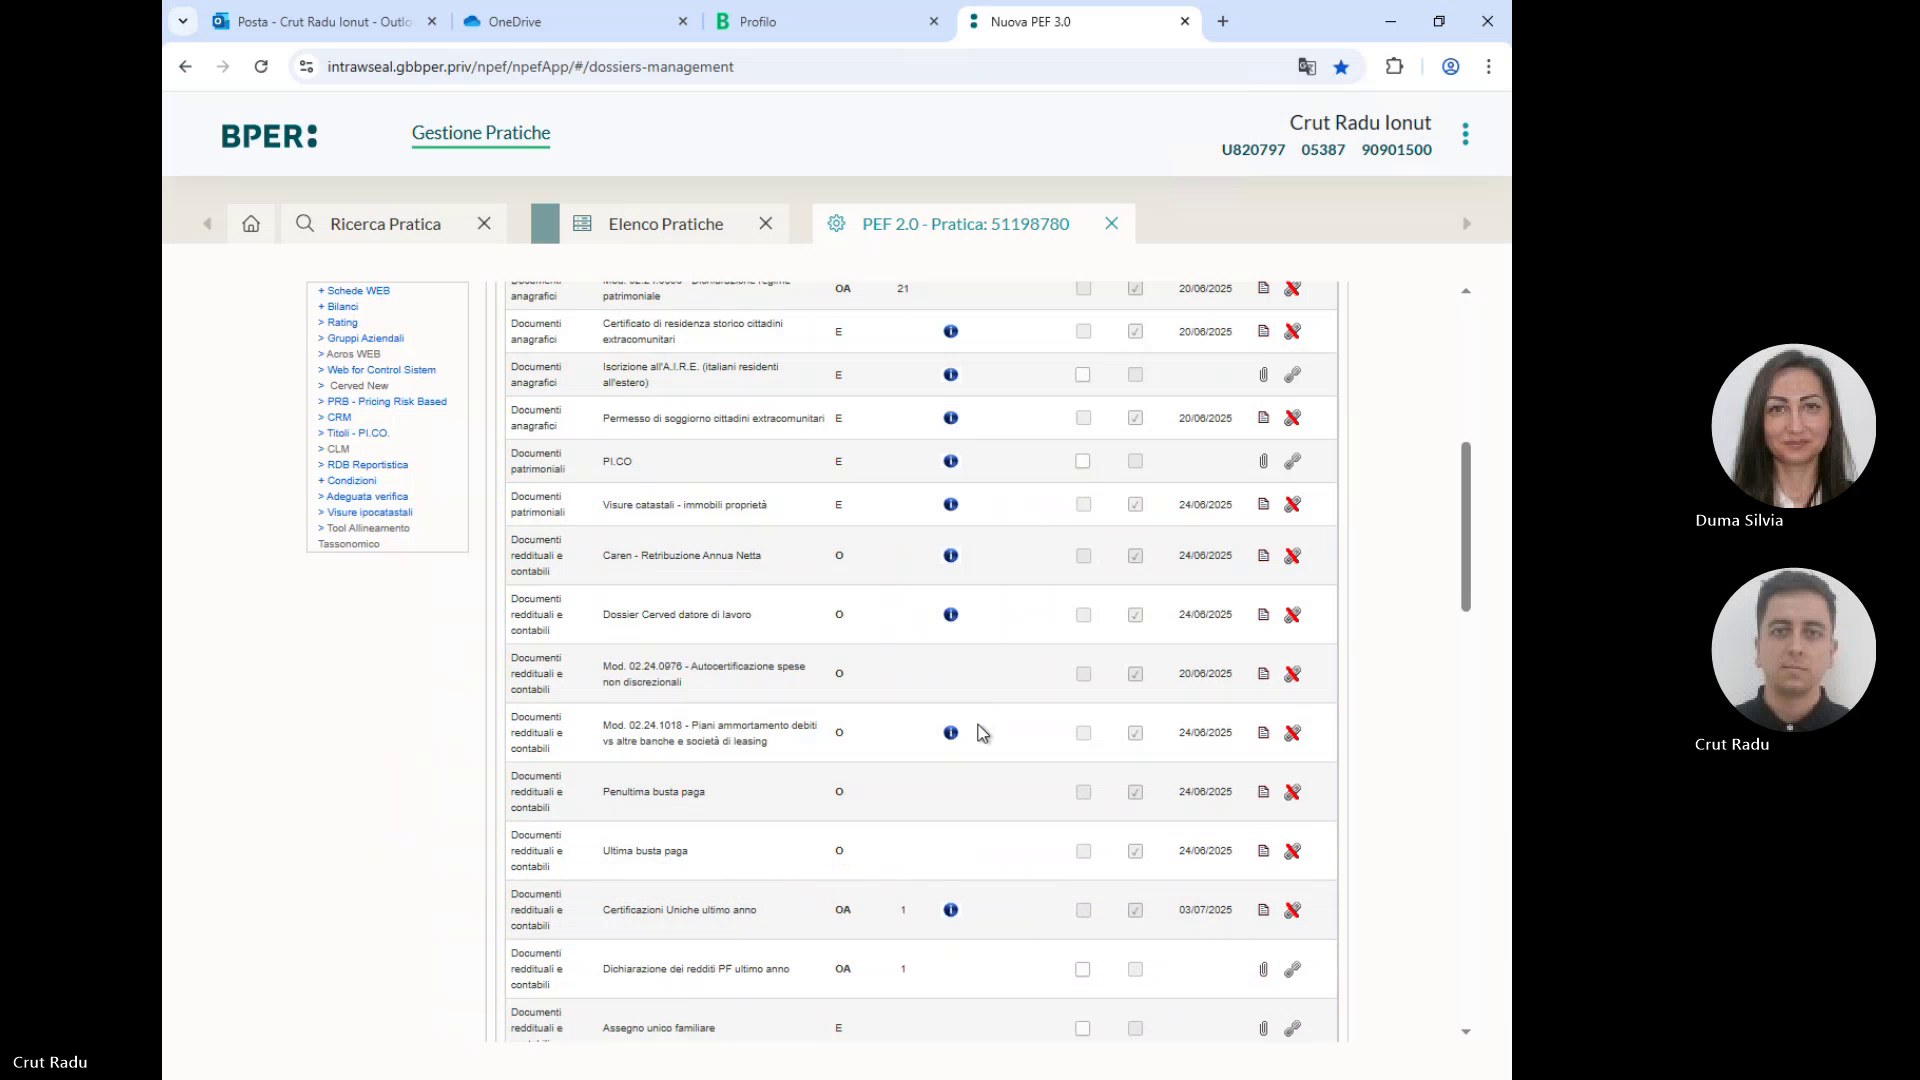 Posta - Crut Radu Ionut - Outlo
OneDrive
Profilo
Nuova PEF 3.0
intrawseal.gbbper.priv/npef/npefApp/#/dossiers-management
BPER:
Gestione Pratiche
Crut Radu Ionut
U820797 05387 90901500
Ricerca Pratica
Elenco Pratiche
PEF 2.0 - Pratica: 51198780
+ Schede WEB
+ Bilanci
> Rating
> Gruppi Aziendali
> Acros WEB
> Web for Control Sistem
> Cerved New
> PRB - Pricing Risk Based
> CRM
> Titoli - PI.CO.
> CLM
> RDB Reportistica
+ Condizioni
> Adeguata verifica
> Visure ipocatastali
> Tool Allineamento
Tassonomico
Documenti
anagrafici
patrimoniale
OA 21 20/06/2025
Documenti
anagrafici
Certificato di residenza storico cittadini
extracomunitari
E 20/06/2025
Documenti
anagrafici
Iscrizione all'A.I.R.E. (italiani residenti
all'estero)
E
Documenti
anagrafici
Permesso di soggiorno cittadini extracomunitari E 20/06/2025
Documenti
patrimoniali
PI.CO E
Documenti
patrimoniali
Visure catastali - immobili proprietà E 24/06/2025
Documenti
reddituali e
contabili
Caren - Retribuzione Annua Netta O 24/06/2025
Documenti
reddituali e
contabili
Dossier Cerved datore di lavoro O 24/06/2025
Documenti
reddituali e
contabili
Mod. 02.24.0976 - Autocertificazione spese
non discrezionali
O 20/06/2025
Documenti
reddituali e
contabili
Mod. 02.24.1018 - Piani ammortamento debiti
vs altre banche e società di leasing
O 24/06/2025
Documenti
reddituali e
contabili
Penultima busta paga O 24/06/2025
Documenti
reddituali e
contabili
Ultima busta paga O 24/06/2025
Documenti
reddituali e
contabili
Certificazioni Uniche ultimo anno OA 1 03/07/2025
Documenti
reddituali e
contabili
Dichiarazione dei redditi PF ultimo anno OA 1
Documenti
reddituali e
Assegno unico familiare E
Duma Silvia
Crut Radu
Crut Radu